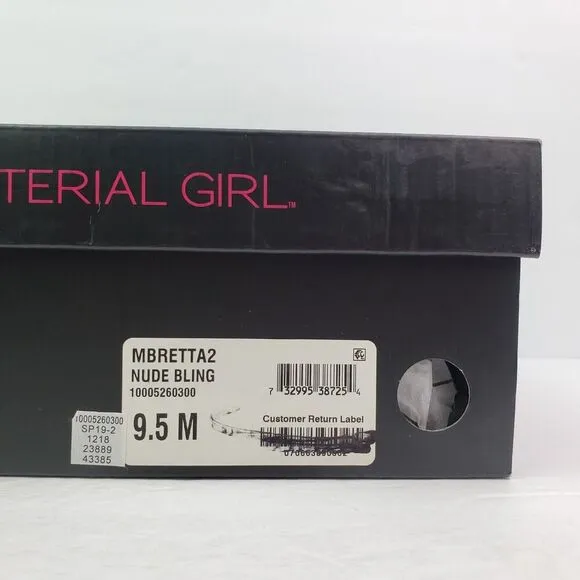 TERIAL GIRL™
MBRETTA2
NUDE BLING
10005260300
7 32995 38725 4
9.5 M
Customer Return Label
10005260300
SP19-2
1218
23889
43385